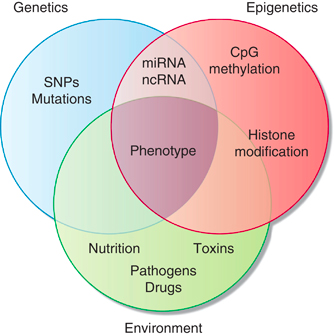 Genetics
Epigenetics
miRNA
ncRNA
CpG
methylation
SNPs
Mutations
Histone
modification
Phenotype
Nutrition
Toxins
Pathogens
Drugs
Environment